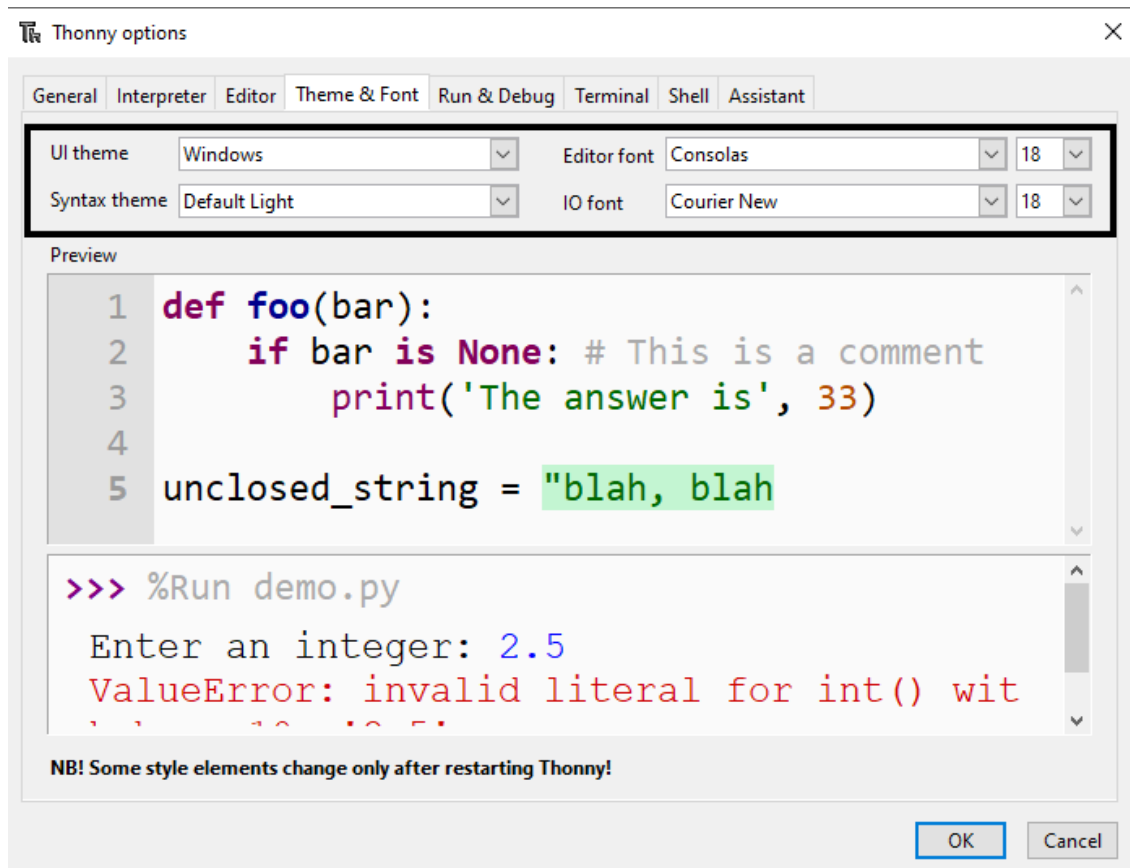 Thonny options
General Interpreter Editor Theme & Font Run & Debug Terminal Shell Assistant
UI theme Windows Editor font Consolas 18
Syntax theme Default Light IO font Courier New 18
Preview
1 def foo(bar):
2 if bar is None: # This is a comment
3 print('The answer is', 33)
4
5 unclosed_string = "blah, blah
>>> %Run demo.py
Enter an integer: 2.5
ValueError: invalid literal for int() wit
NB! Some style elements change only after restarting Thonny!
OK Cancel